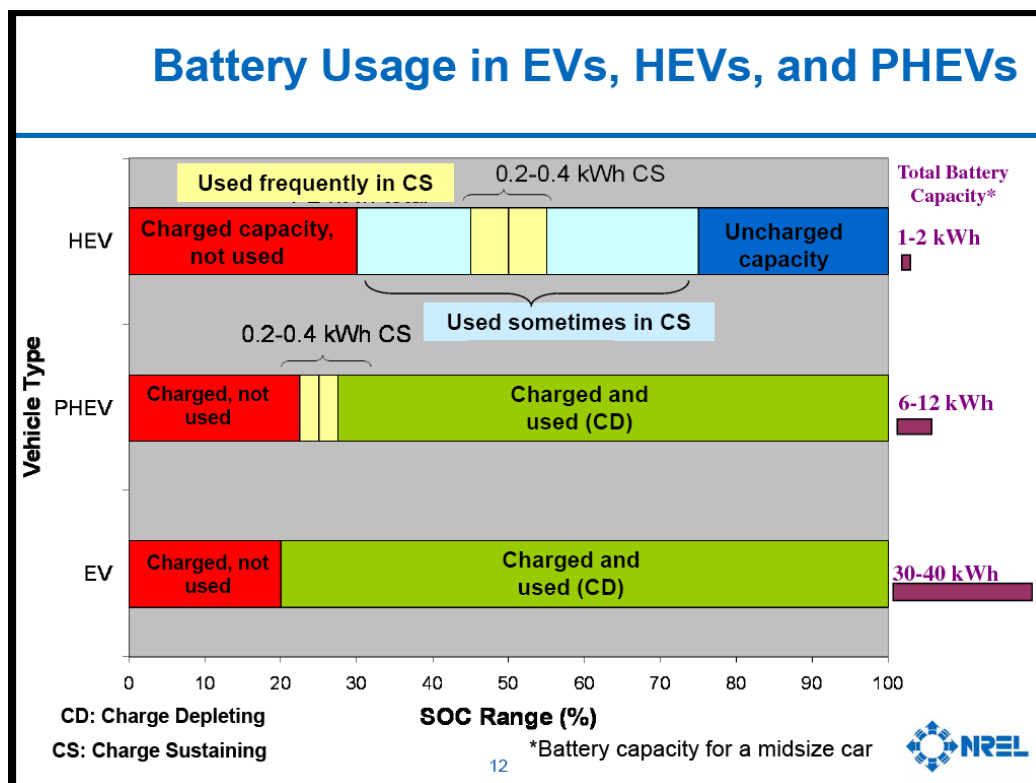 Battery Usage in EVs, HEVs, and PHEVs
Used frequently in CS
0.2-0.4 kWh CS
Total Battery
Capacity*
HEV
Charged capacity,
not used
Uncharged
capacity
1-2 kWh
Used sometimes in CS
0.2-0.4 kWh CS
Vehicle Type
PHEV
Charged, not
used
Charged and
used (CD)
6-12 kWh
EV
Charged, not
used
Charged and
used (CD)
30-40 kWh
0 10 20 30 40 50 60 70 80 90 100
CD: Charge Depleting
SOC Range (%)
CS: Charge Sustaining
*Battery capacity for a midsize car
12
NREL